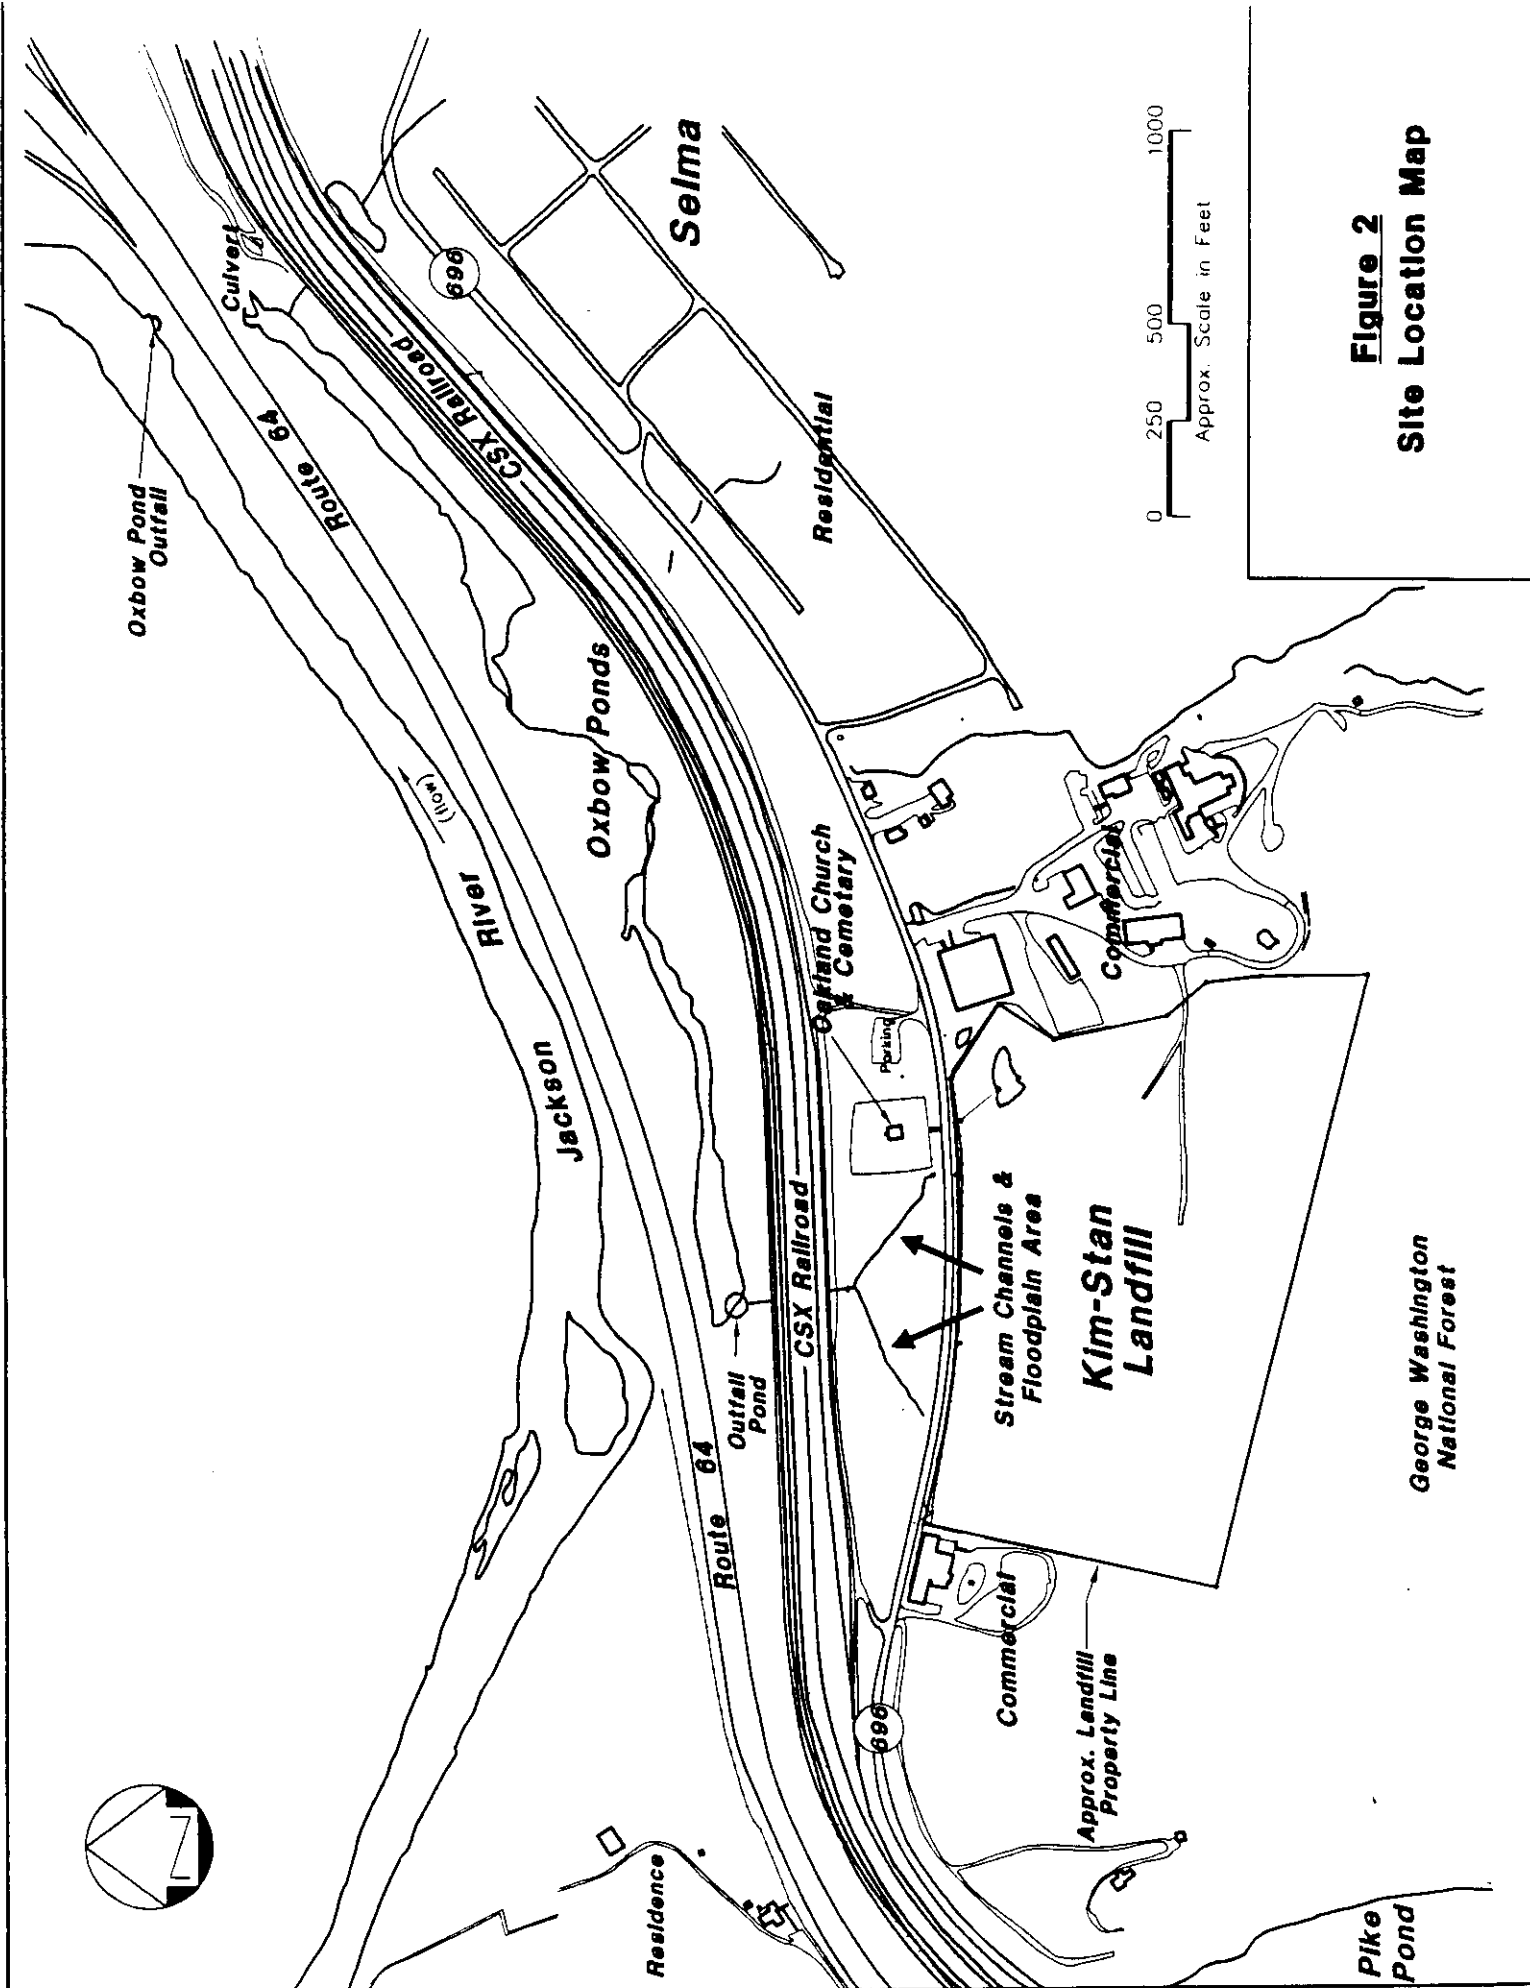 Oxbow Pond
Outfall
Culvert
Route 64
CSX Railroad
696
Selma
Residential
Oxbow Ponds
(flow)
Jackson River
Oakland Church
& Cemetary
Parking
Commercial
Outfall
Pond
Route 64
CSX Railroad
Stream Channels &
Floodplain Area
Kim-Stan
Landfill
George Washington
National Forest
Commercial
Approx. Landfill
Property Line
696
Residence
Pike
Pond
N
0 250 500 1000
Approx. Scale in Feet
Figure 2
Site Location Map